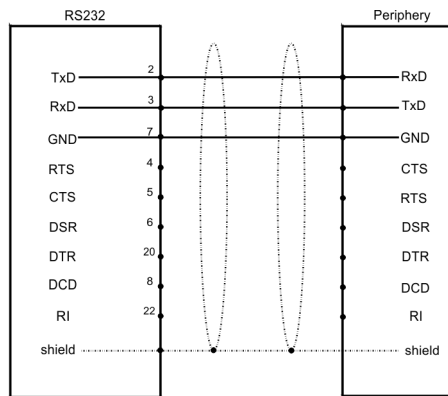 RS232 Periphery
TxD 2 RxD
RxD 3 TxD
GND 7 GND
RTS 4 CTS
CTS 5 RTS
DSR 6 DSR
DTR 20 DTR
DCD 8 DCD
RI 22 RI
shield shield